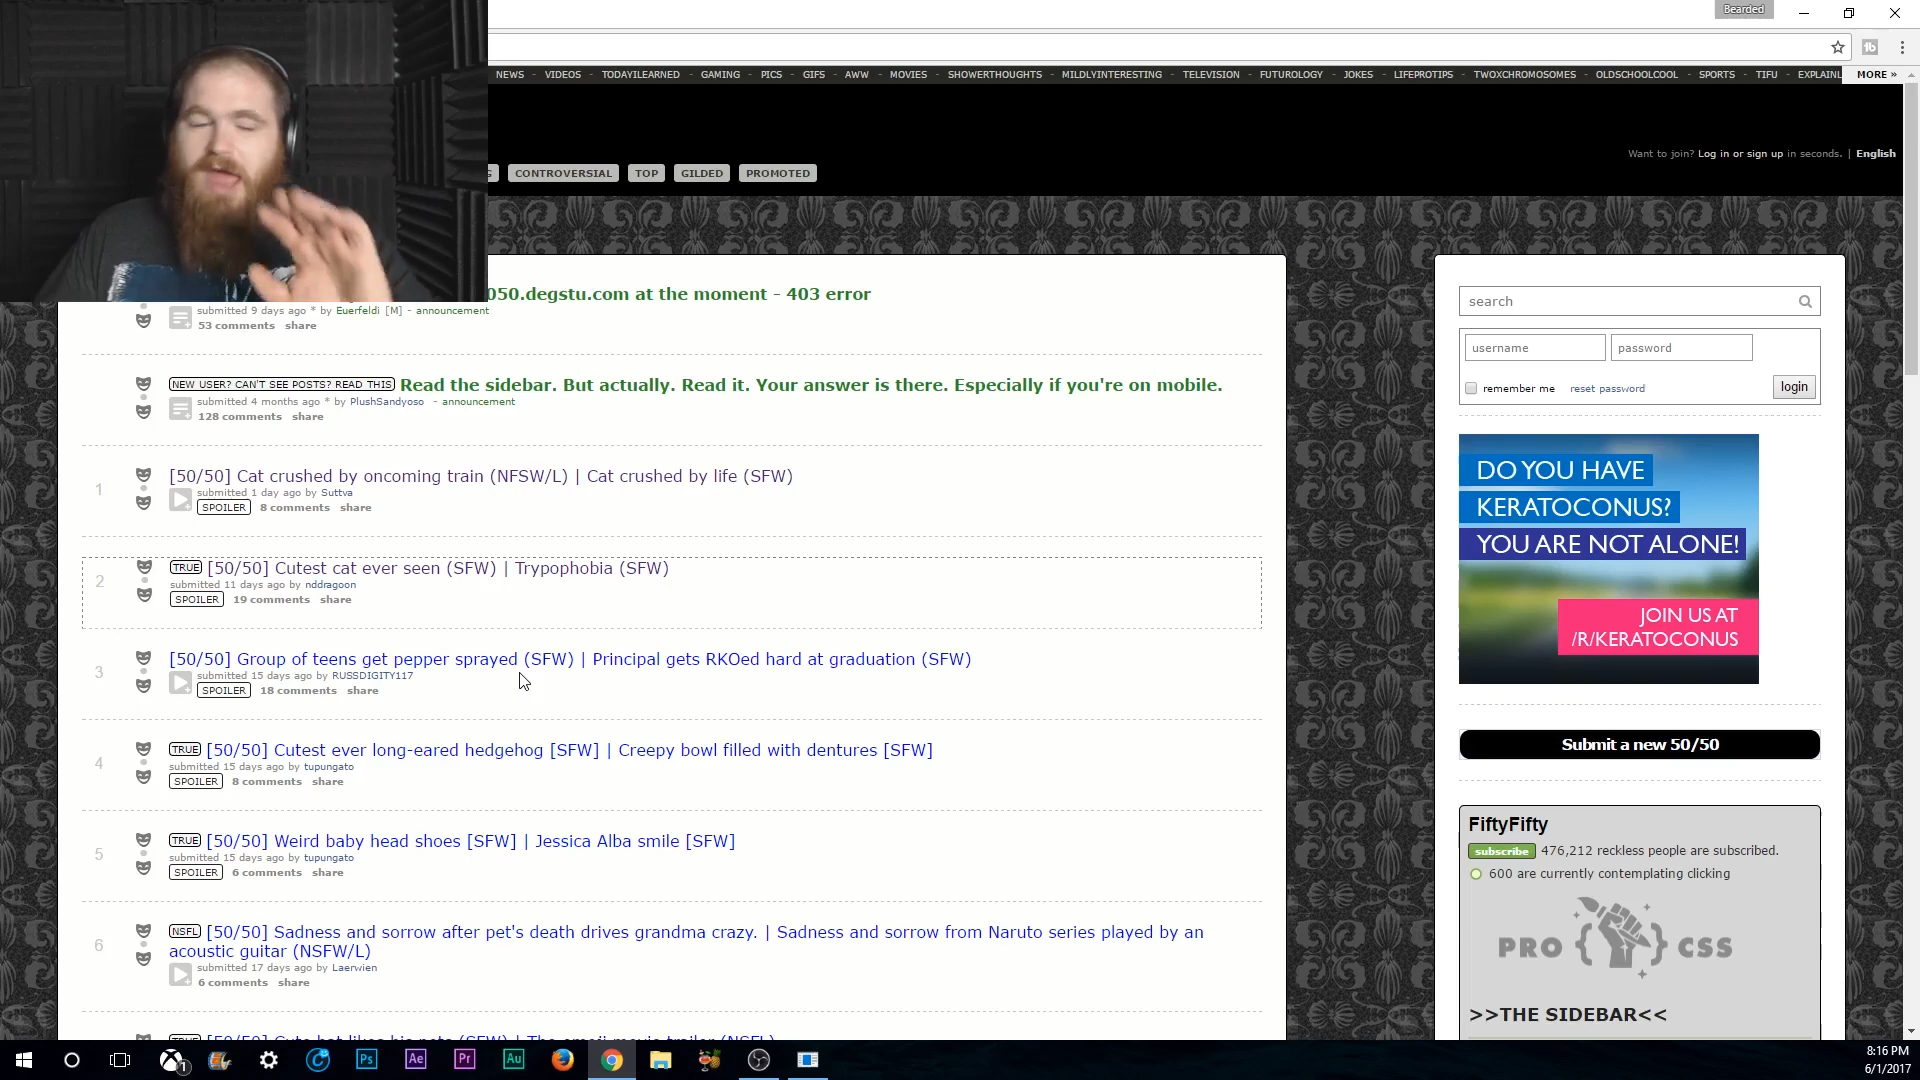 Bearded
NEWS - VIDEOS - TODAYILEARNED - GAMING - PICS - GIFS - AWW - MOVIES - SHOWERTHOUGHTS - MILDLYINTERESTING - TELEVISION - FUTUROLOGY - JOKES - LIFEPROTIPS - TWOXCHROMOSOMES - OLDSCHOOLCOOL - SPORTS - TIFU - EXPLAINL MORE »
Want to join? Log in or sign up in seconds. | English
CONTROVERSIAL TOP GILDED PROMOTED
050.degstu.com at the moment - 403 error
submitted 9 days ago * by Euerfeldi [M] - announcement
53 comments share
NEW USER? CAN'T SEE POSTS? READ THIS Read the sidebar. But actually. Read it. Your answer is there. Especially if you're on mobile.
submitted 4 months ago * by PlushSandyoso - announcement
128 comments share
1 [50/50] Cat crushed by oncoming train (NFSW/L) | Cat crushed by life (SFW)
submitted 1 day ago by Suttva
SPOILER 8 comments share
2 TRUE [50/50] Cutest cat ever seen (SFW) | Trypophobia (SFW)
submitted 11 days ago by nddragoon
SPOILER 19 comments share
3 [50/50] Group of teens get pepper sprayed (SFW) | Principal gets RKOed hard at graduation (SFW)
submitted 15 days ago by RUSSDIGITY117
SPOILER 18 comments share
4 TRUE [50/50] Cutest ever long-eared hedgehog [SFW] | Creepy bowl filled with dentures [SFW]
submitted 15 days ago by tupungato
SPOILER 8 comments share
5 TRUE [50/50] Weird baby head shoes [SFW] | Jessica Alba smile [SFW]
submitted 15 days ago by tupungato
SPOILER 6 comments share
6 NSFL [50/50] Sadness and sorrow after pet's death drives grandma crazy. | Sadness and sorrow from Naruto series played by an
acoustic guitar (NSFW/L)
submitted 17 days ago by Laerwien
6 comments share
search
username password
remember me reset password login
DO YOU HAVE
KERATOCONUS?
YOU ARE NOT ALONE!
JOIN US AT
/R/KERATOCONUS
Submit a new 50/50
FiftyFifty
subscribe 476,212 reckless people are subscribed.
600 are currently contemplating clicking
PRO { } CSS
>>THE SIDEBAR<<
1 Ps Ae Pr Au
8:16 PM
6/1/2017